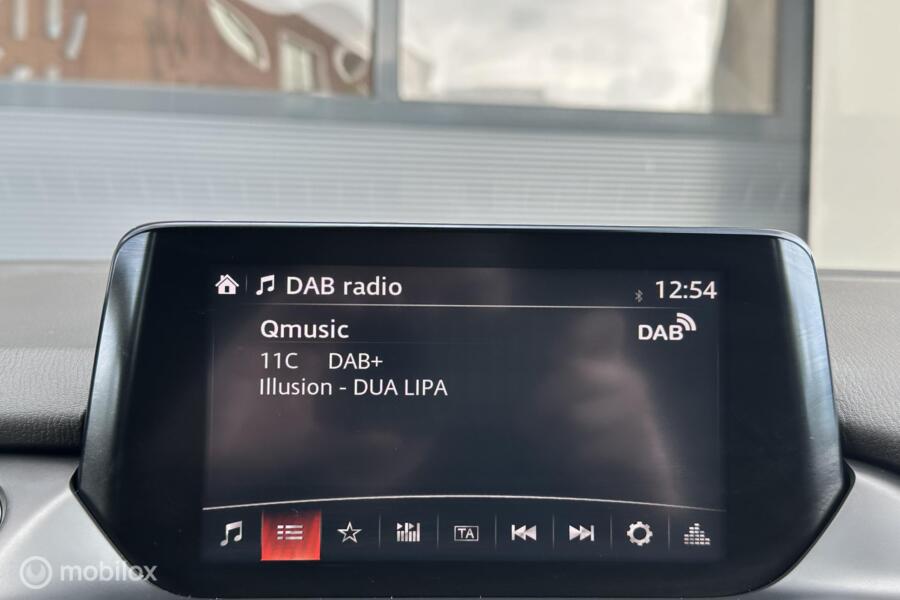 DAB radio
12:54
Qmusic
DAB
11C DAB+
Illusion - DUA LIPA
TA
mobilox